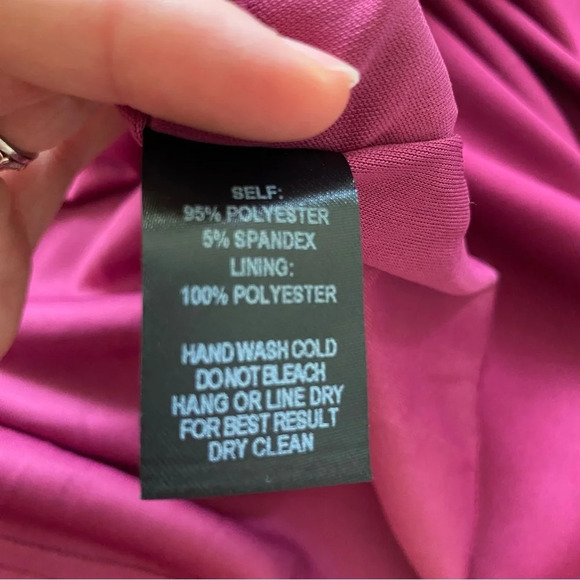 SELF:
95% POLYESTER
5% SPANDEX
LINING:
100% POLYESTER
HAND WASH COLD
DO NOT BLEACH
HANG OR LINE DRY
FOR BEST RESULT
DRY CLEAN